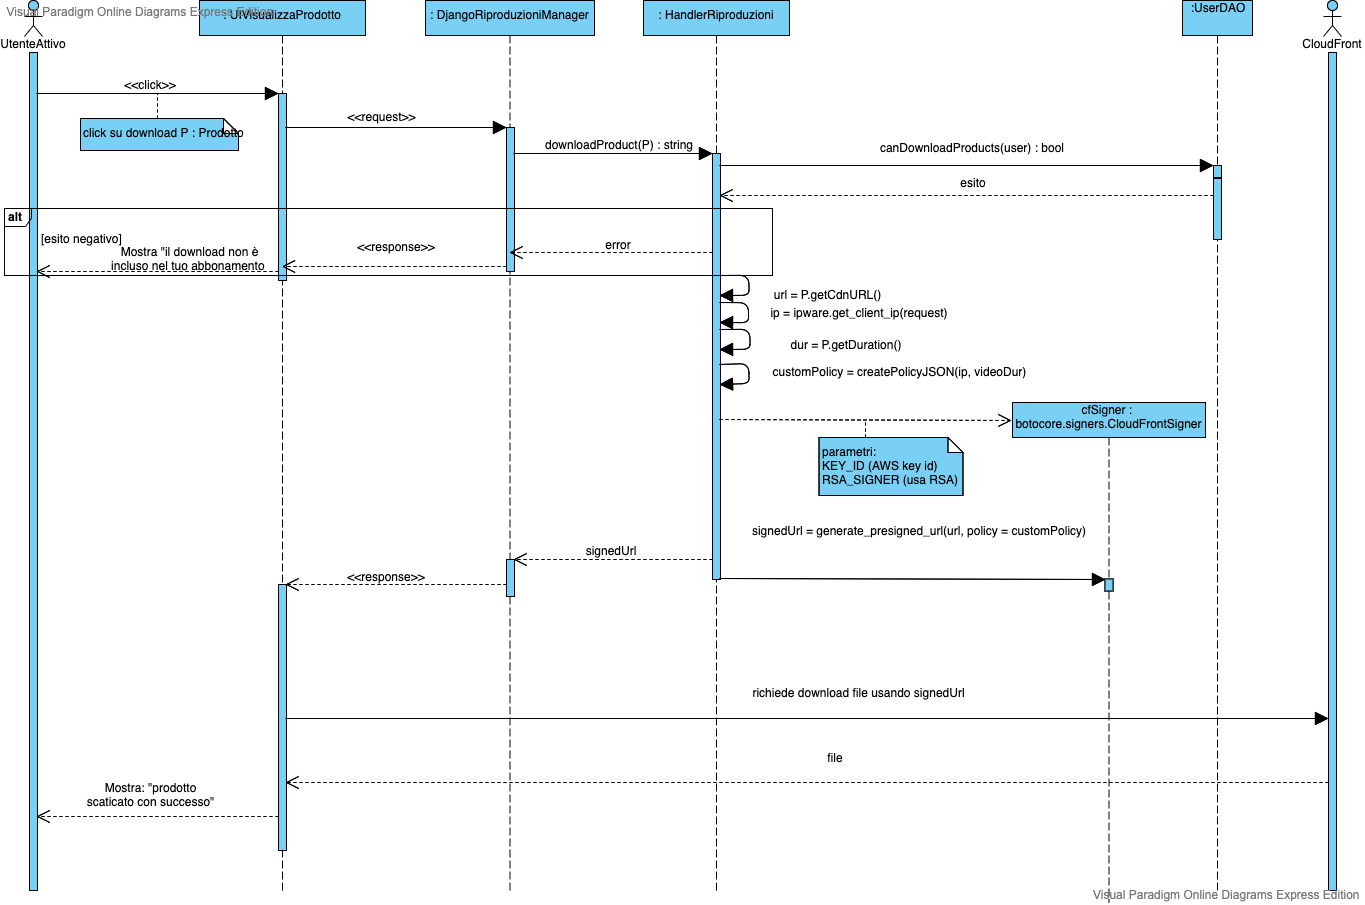 Visual Paradigm Online Diagrams Express Edition
: UIVisualizzaProdotto
: DjangoRiproduzioniManager
: HandlerRiproduzioni
:UserDAO
UtenteAttivo
CloudFront
<<click>>
click su download P : Prodotto
<<request>>
downloadProduct(P) : string
canDownloadProducts(user) : bool
esito
alt
[esito negativo]
Mostra "il download non è
incluso nel tuo abbonamento
<<response>>
error
url = P.getCdnURL()
ip = ipware.get_client_ip(request)
dur = P.getDuration()
customPolicy = createPolicyJSON(ip, videoDur)
cfSigner :
botocore.signers.CloudFrontSigner
parametri:
KEY_ID (AWS key id)
RSA_SIGNER (usa RSA)
signedUrl = generate_presigned_url(url, policy = customPolicy)
signedUrl
<<response>>
richiede download file usando signedUrl
file
Mostra: "prodotto
scaticato con successo"
Visual Paradigm Online Diagrams Express Edition